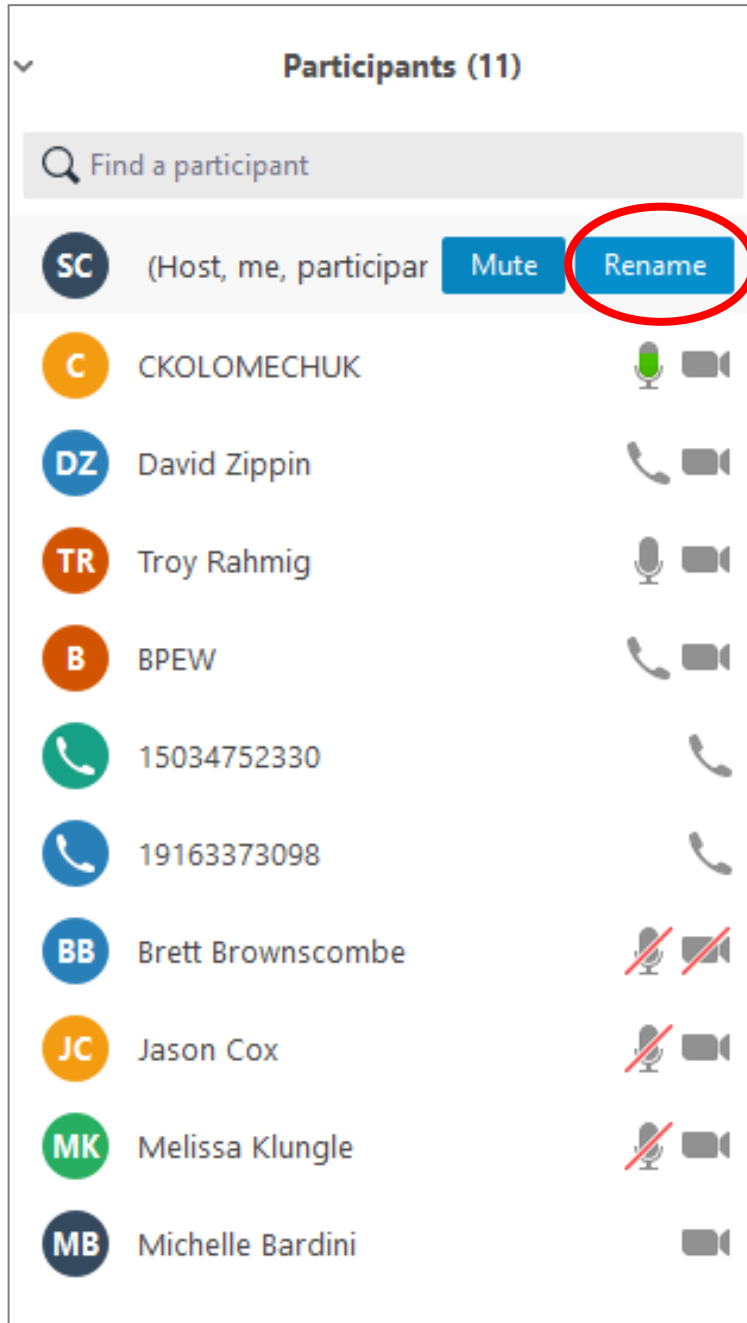 Participants (11)
Find a participant
SC (Host, me, participar Mute Rename
C CKOLOMECHUK
DZ David Zippin
TR Troy Rahmig
B BPEW
15034752330
19163373098
BB Brett Brownscombe
JC Jason Cox
MK Melissa Klungle
MB Michelle Bardini